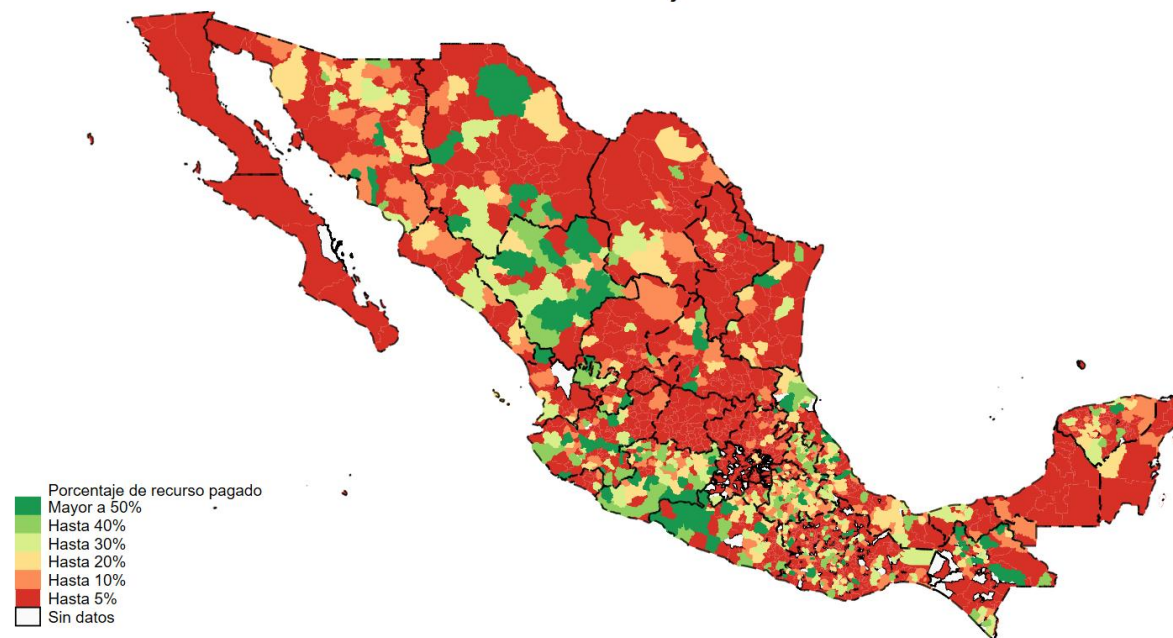 Porcentaje de recurso pagado
Mayor a 50%
Hasta 40%
Hasta 30%
Hasta 20%
Hasta 10%
Hasta 5%
Sin datos